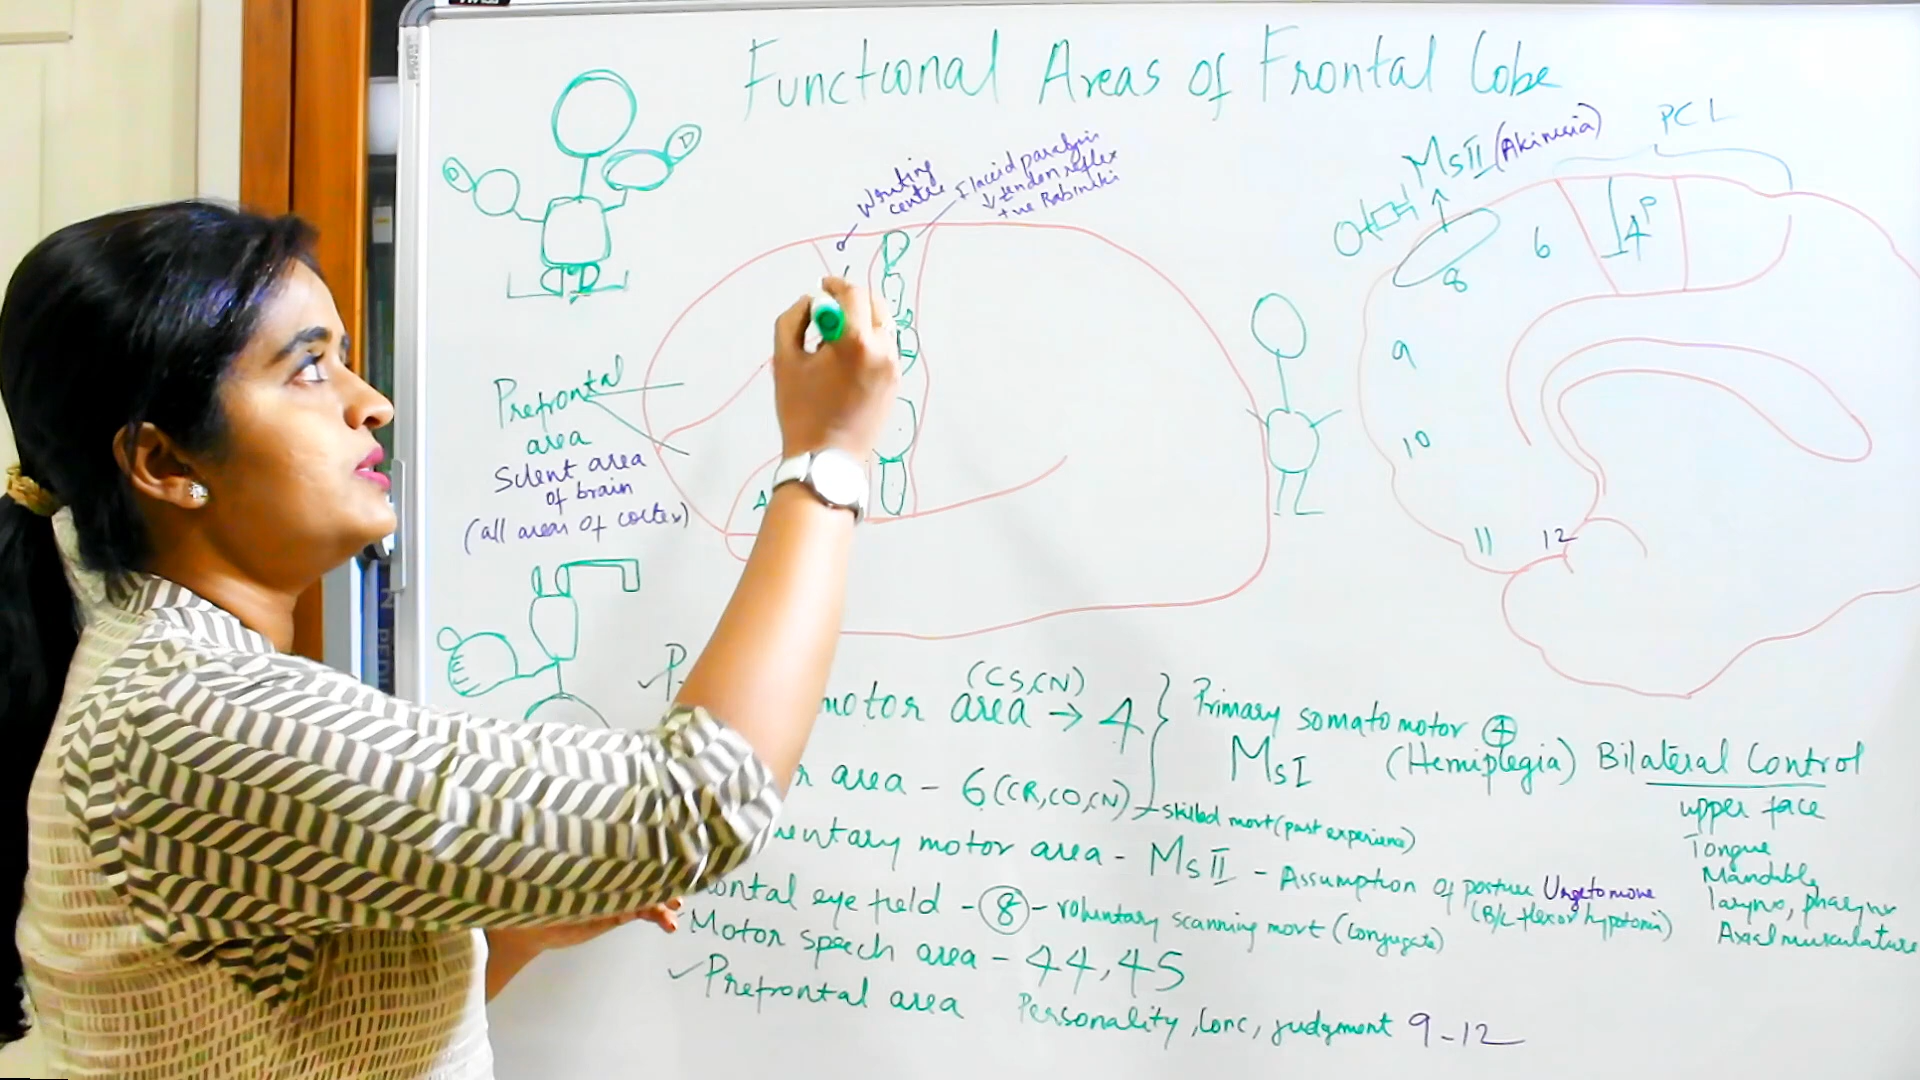 Functional Areas of Frontal Lobe
PCL
MsII (Akinesia)
Writing
centre
Flaccid paralysis
↓ tendon reflex
+ve Babinski
D
D
D
6
4
P
8
9
10
11
12
Prefrontal
area
Silent area
of brain
(all areas of cortex)
(CS, CN)
motor area → 4
Primary somatomotor 4
MsI (Hemiplegia)
Bilateral Control
upper face
Tongue
Mandible
larynx, pharynx
Axial musculature
area - 6 (CR, CO, CN) - skilled movt (past experience)
mentary motor area - MsII - Assumption of posture Urge to move
(B/L flexor hypotonia)
ontal eye field - 8 - voluntary scanning movt (conjugate)
Motor speech area - 44, 45
Prefrontal area Personality, Conc, judgment 9-12